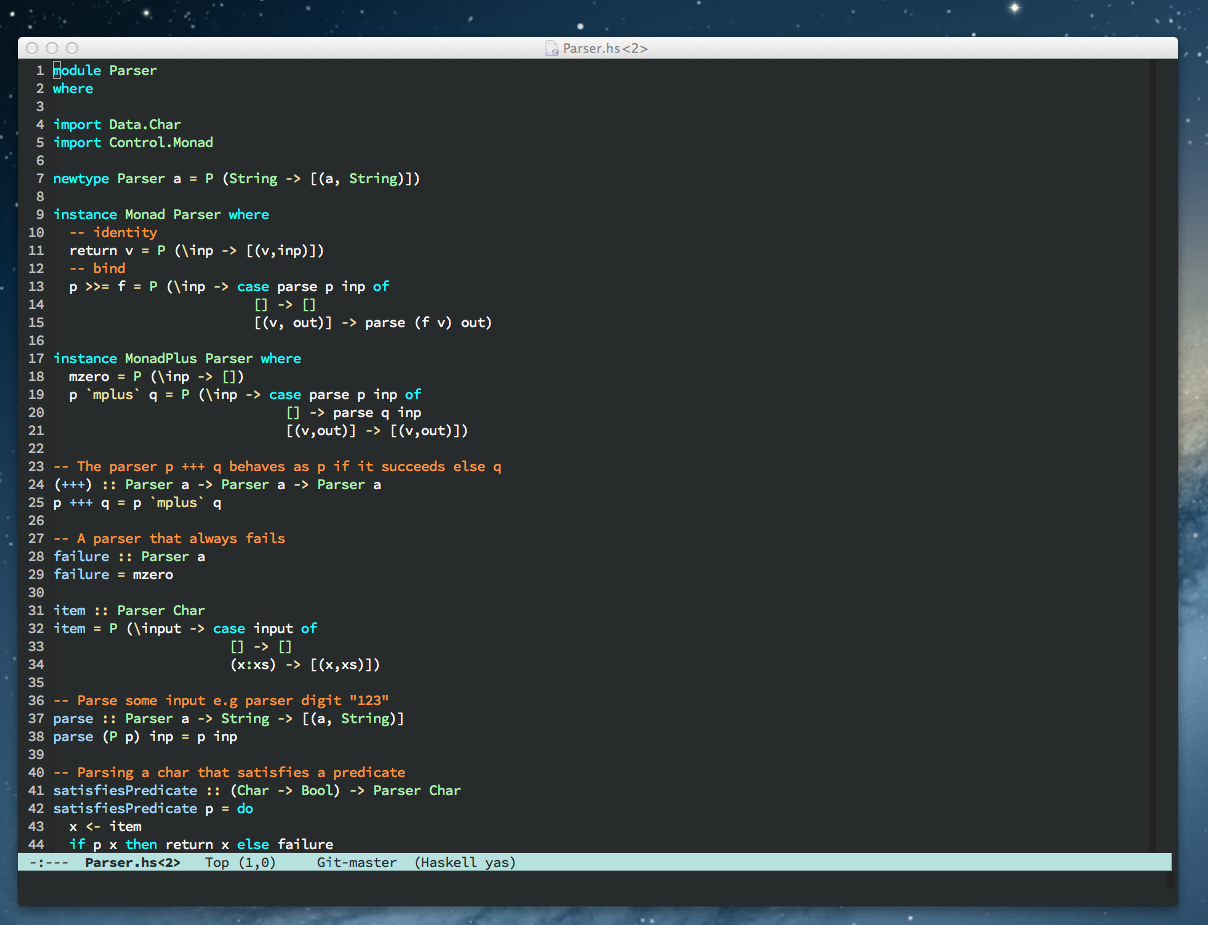 Parser.hs<2>
1 module Parser
2 where
3
4 import Data.Char
5 import Control.Monad
6
7 newtype Parser a = P (String -> [(a, String)])
8
9 instance Monad Parser where
10   -- identity
11   return v = P (\inp -> [(v,inp)])
12   -- bind
13   p >>= f = P (\inp -> case parse p inp of
14                          [] -> []
15                          [(v, out)] -> parse (f v) out)
16
17 instance MonadPlus Parser where
18   mzero = P (\inp -> [])
19   p `mplus` q = P (\inp -> case parse p inp of
20                              [] -> parse q inp
21                              [(v,out)] -> [(v,out)])
22
23 -- The parser p +++ q behaves as p if it succeeds else q
24 (+++) :: Parser a -> Parser a -> Parser a
25 p +++ q = p `mplus` q
26
27 -- A parser that always fails
28 failure :: Parser a
29 failure = mzero
30
31 item :: Parser Char
32 item = P (\input -> case input of
33                       [] -> []
34                       (x:xs) -> [(x,xs)])
35
36 -- Parse some input e.g parser digit "123"
37 parse :: Parser a -> String -> [(a, String)]
38 parse (P p) inp = p inp
39
40 -- Parsing a char that satisfies a predicate
41 satisfiesPredicate :: (Char -> Bool) -> Parser Char
42 satisfiesPredicate p = do
43   x <- item
44   if p x then return x else failure
-:---  Parser.hs<2>   Top (1,0)     Git-master  (Haskell yas)